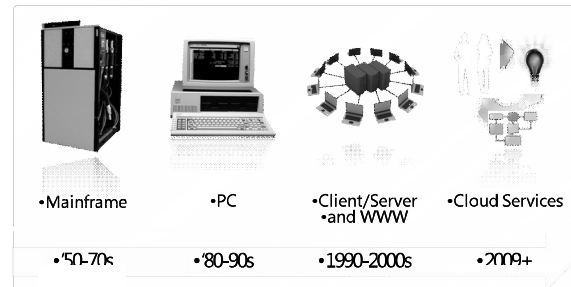 •Mainframe
•PC
•Client/Server
•and WWW
•Cloud Services
•'50-70s
•'80-90s
•1990-2000s
•2009+